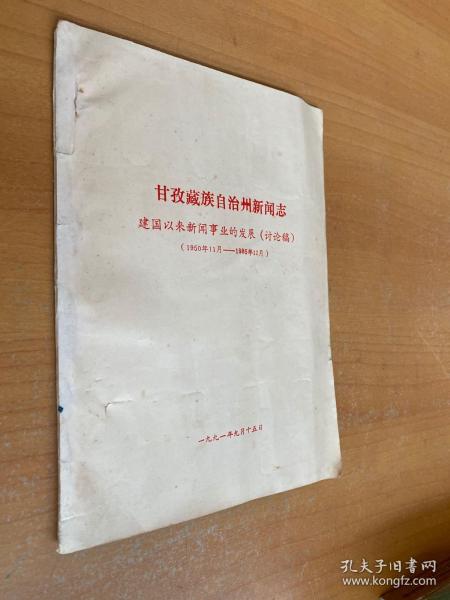 甘孜藏族自治州新闻志
建国以来新闻事业的发展（讨论稿）
（1950年11月——1985年12月）
一九九一年九月十五日
孔夫子旧书网
www.kongfz.com